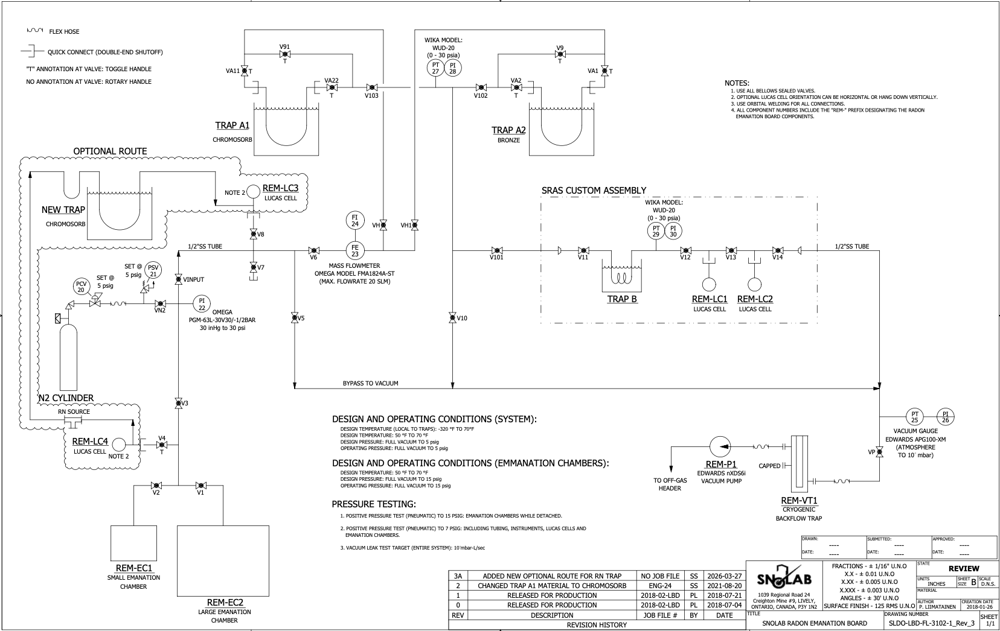 FLEX HOSE
QUICK CONNECT (DOUBLE-END SHUTOFF)
"T" ANNOTATION AT VALVE: TOGGLE HANDLE
NO ANNOTATION AT VALVE: ROTARY HANDLE
V91
T
VA11
T
VA22
T
V103
TRAP A1
CHROMOSORB
WIKA MODEL:
WUD-20
(0 - 30 psia)
PT
27
PI
28
V9
T
VA1
T
VA2
T
V102
TRAP A2
BRONZE
NOTES:
1. USE ALL BELLOWS SEALED VALVES.
2. OPTIONAL LUCAS CELL ORIENTATION CAN BE HORIZONTAL OR HANG DOWN VERTICALLY.
3. USE ORBITAL WELDING FOR ALL CONNECTIONS.
4. ALL COMPONENT NUMBERS INCLUDE THE "REM-" PREFIX DESIGNATING THE RADON
EMANATION BOARD COMPONENTS.
OPTIONAL ROUTE
NEW TRAP
CHROMOSORB
NOTE 2
REM-LC3
LUCAS CELL
V8
V7
1/2"SS TUBE
FI
24
FE
23
V6
MASS FLOWMETER
OMEGA MODEL FMA1824A-ST
(MAX. FLOWRATE 20 SLM)
VH
VH1
SRAS CUSTOM ASSEMBLY
WIKA MODEL:
WUD-20
(0 - 30 psia)
PT
29
PI
30
V101
V11
V12
V13
V14
1/2"SS TUBE
TRAP B
REM-LC1
LUCAS CELL
REM-LC2
LUCAS CELL
SET @
5 psig
PSV
21
SET @
5 psig
PCV
20
VINPUT
VN2
PI
22
OMEGA
PGM-63L-30V30/-1/2BAR
30 inHg to 30 psi
V5
V10
N2 CYLINDER
BYPASS TO VACUUM
V3
RN SOURCE
REM-LC4
LUCAS CELL
NOTE 2
V4
T
V2
V1
REM-EC1
SMALL EMANATION
CHAMBER
REM-EC2
LARGE EMANATION
CHAMBER
DESIGN AND OPERATING CONDITIONS (SYSTEM):
DESIGN TEMPERATURE (LOCAL TO TRAPS): -320 °F TO 70°F
DESIGN TEMPERATURE: 50 °F TO 70 °F
DESIGN PRESSURE: FULL VACUUM TO 5 psig
OPERATING PRESSURE: FULL VACUUM TO 5 psig
DESIGN AND OPERATING CONDITIONS (EMMANATION CHAMBERS):
DESIGN TEMPERATURE: 50 °F TO 70 °F
DESIGN PRESSURE: FULL VACUUM TO 15 psig
OPERATING PRESSURE: FULL VACUUM TO 15 psig
PRESSURE TESTING:
1. POSITIVE PRESSURE TEST (PNEUMATIC) TO 15 PSIG: EMANATION CHAMBERS WHILE DETACHED.
2. POSITIVE PRESSURE TEST (PNEUMATIC) TO 7 PSIG: INCLUDING TUBING, INSTRUMENTS, LUCAS CELLS AND
EMANATION CHAMBERS.
3. VACUUM LEAK TEST TARGET (ENTIRE SYSTEM): 10 mbar-L/sec
PT
25
PI
26
VACUUM GAUGE
EDWARDS APG100-XM
(ATMOSPHERE
TO 10 mbar)
VP
TO OFF-GAS
HEADER
REM-P1
EDWARDS nXDS6i
VACUUM PUMP
CAPPED
REM-VT1
CRYOGENIC
BACKFLOW TRAP
DRAWN: ---- SUBMITTED: ---- APPROVED: ----
DATE: ---- DATE: ---- DATE: ----
3A ADDED NEW OPTIONAL ROUTE FOR RN TRAP NO JOB FILE SS 2026-03-27
2 CHANGED TRAP A1 MATERIAL TO CHROMOSORB ENG-24 SS 2021-08-20
1 RELEASED FOR PRODUCTION 2018-02-LBD PL 2018-07-21
0 RELEASED FOR PRODUCTION 2018-02-LBD PL 2018-07-04
REV DESCRIPTION JOB FILE # BY DATE
REVISION HISTORY
SNOLAB
1039 Regional Road 24
Creighton Mine #9, LIVELY,
ONTARIO, CANADA, P3Y 1N2
FRACTIONS - ± 1/16" U.N.O
X.X - ± 0.01 U.N.O
X.XX - ± 0.005 U.N.O
X.XXX - ± 0.003 U.N.O
ANGLES - ± 30' U.N.O
SURFACE FINISH - 125 RMS U.N.O
STATE
REVIEW
UNITS
INCHES
SHEET SIZE B
SCALE
D.N.S.
MATERIAL
AUTHOR
P. LIIMATAINEN
CREATION DATE
2018-01-26
TITLE
SNOLAB RADON EMANATION BOARD
DRAWING NUMBER
SLDO-LBD-FL-3102-1_Rev_3
SHEET
1/1